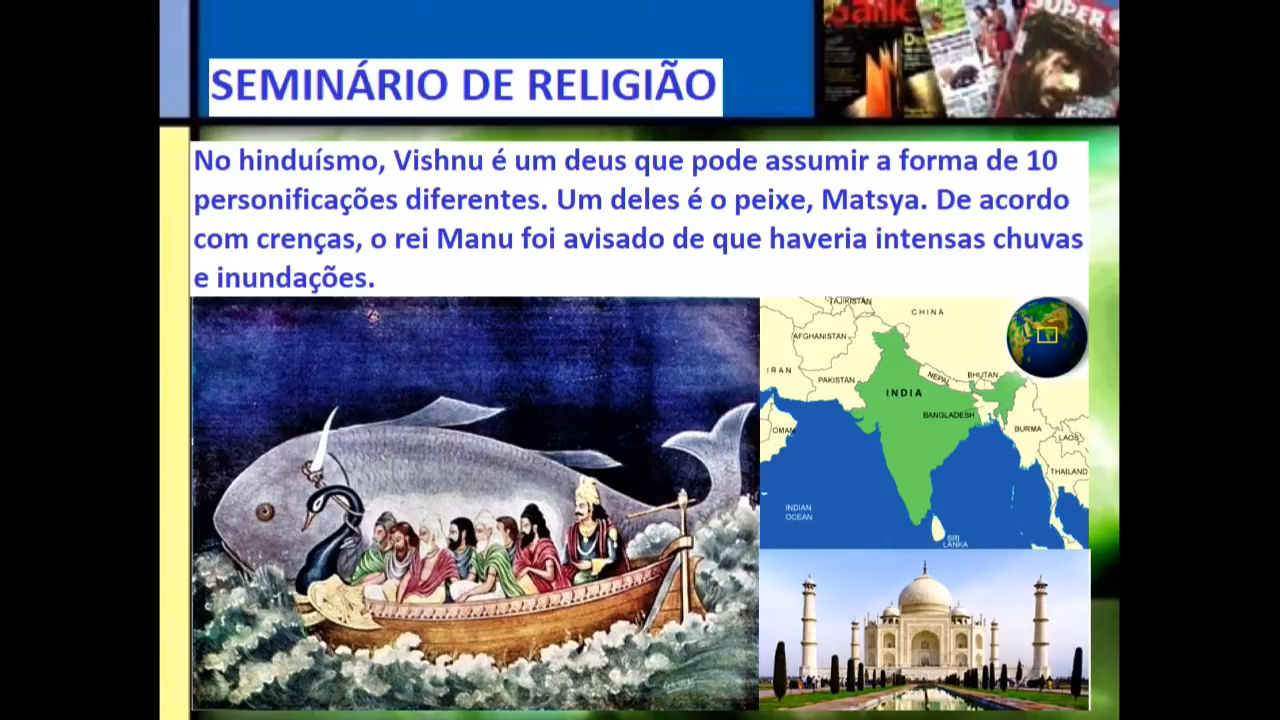 SUPER
SEMINÁRIO DE RELIGIÃO
No hinduísmo, Vishnu é um deus que pode assumir a forma de 10
personificações diferentes. Um deles é o peixe, Matsya. De acordo
com crenças, o rei Manu foi avisado de que haveria intensas chuvas
e inundações.
TAJIKISTAN
CHINA
AFGHANISTAN
IRAN
PAKISTAN
NEPAL
BHUTAN
INDIA
BANGLADESH
OMAN
BURMA
LAOS
THAILAND
INDIAN
OCEAN
SRI
LANKA